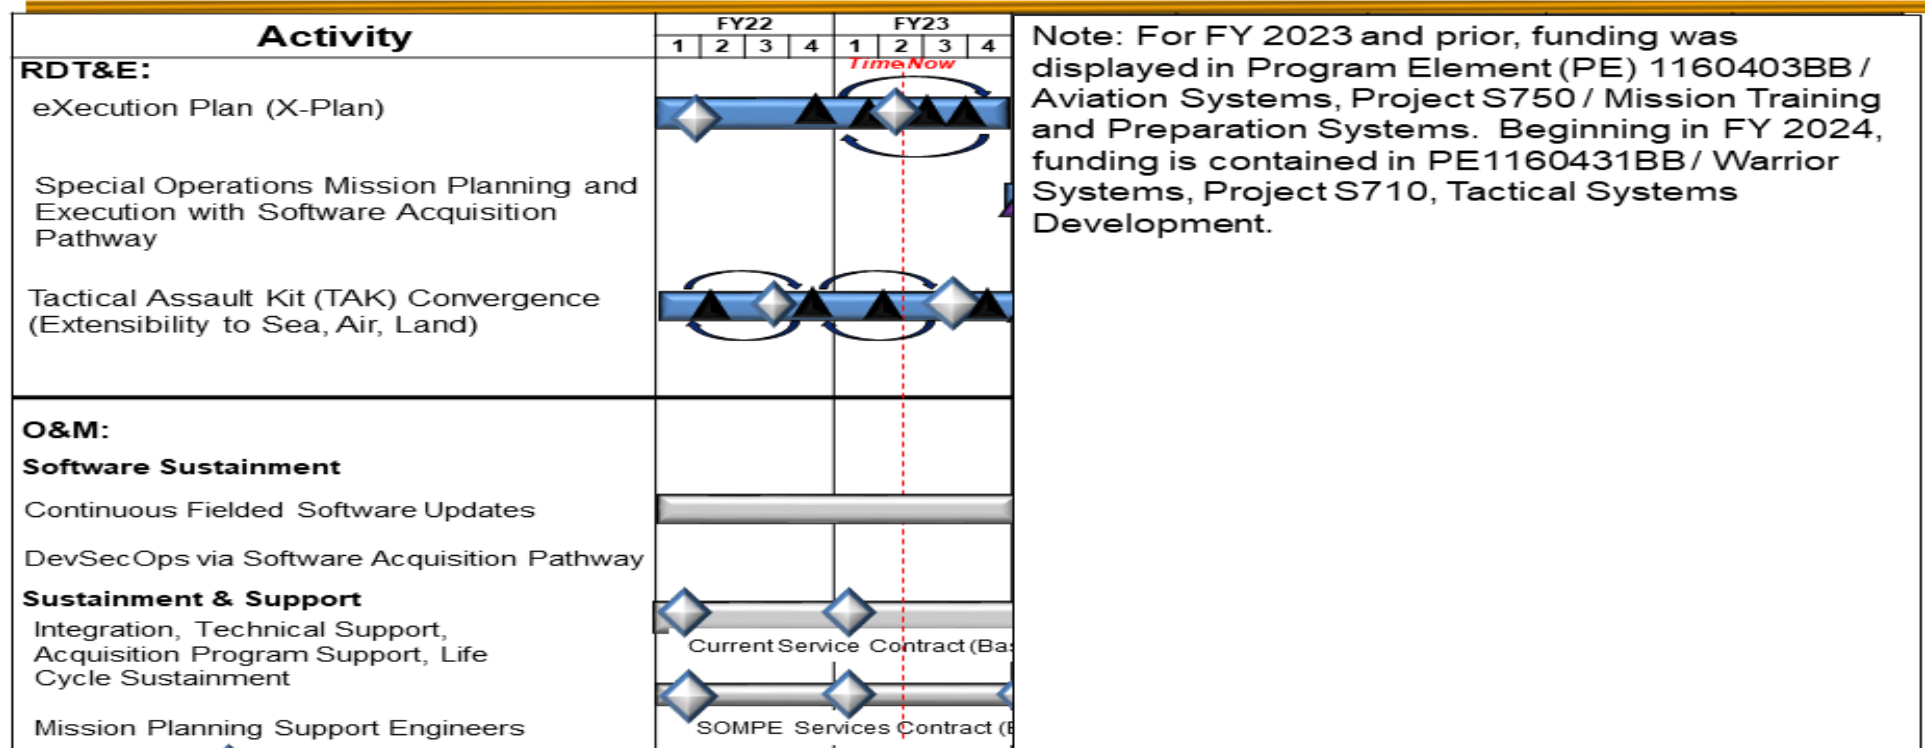 Activity
FY22 FY23
1 2 3 4 1 2 3 4
Time Now
RDT&E:
eXecution Plan (X-Plan)
Special Operations Mission Planning and
Execution with Software Acquisition
Pathway
Tactical Assault Kit (TAK) Convergence
(Extensibility to Sea, Air, Land)
O&M:
Software Sustainment
Continuous Fielded Software Updates
DevSecOps via Software Acquisition Pathway
Sustainment & Support
Integration, Technical Support,
Acquisition Program Support, Life
Cycle Sustainment
Current Service Contract (Bas
Mission Planning Support Engineers
SOMPE Services Contract (
Note: For FY 2023 and prior, funding was
displayed in Program Element (PE) 1160403BB /
Aviation Systems, Project S750 / Mission Training
and Preparation Systems. Beginning in FY 2024,
funding is contained in PE1160431BB / Warrior
Systems, Project S710, Tactical Systems
Development.